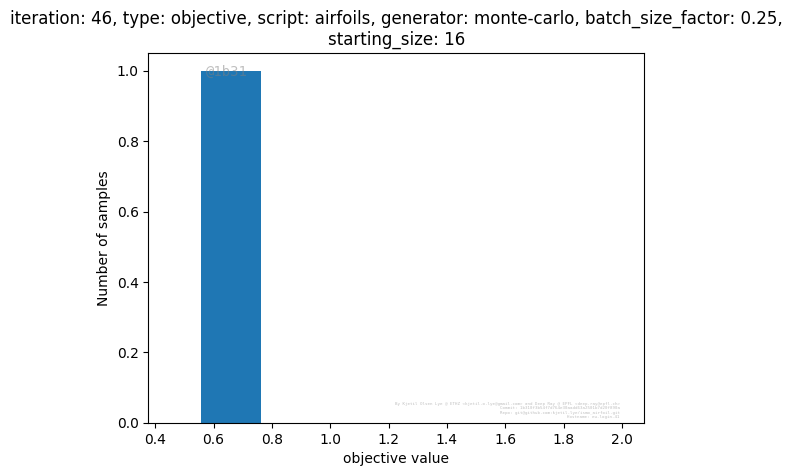 iteration: 46, type: objective, script: airfoils, generator: monte-carlo, batch_size_factor: 0.25,
starting_size: 16
@1b31
1.0
0.8
0.6
0.4
0.2
0.0
Number of samples
0.4 0.6 0.8 1.0 1.2 1.4 1.6 1.8 2.0
objective value